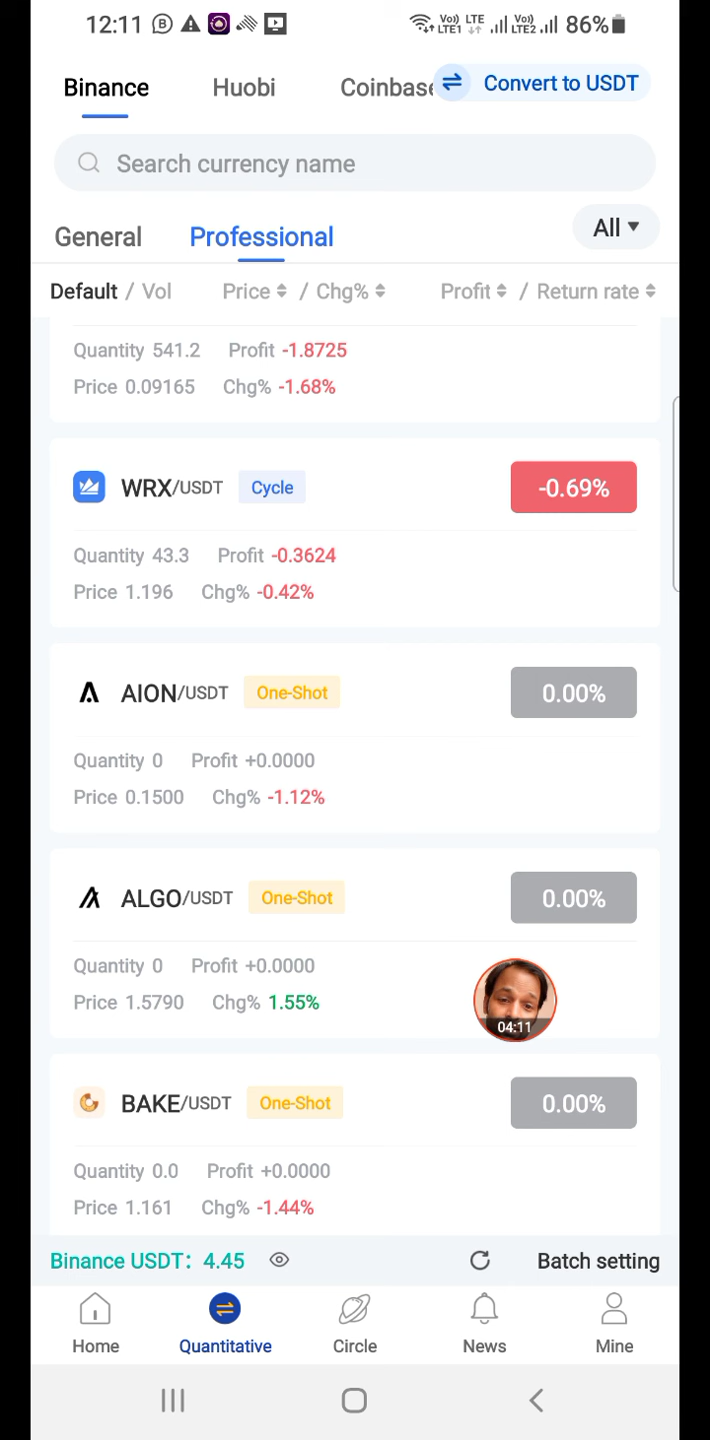 12:11 86%
Vo)) LTE Vo))
LTE1 LTE2
Binance Huobi Coinbase Convert to USDT
Search currency name
General Professional All
Default / Vol Price / Chg% Profit / Return rate
Quantity 541.2 Profit -1.8725
Price 0.09165 Chg% -1.68%
WRX/USDT Cycle -0.69%
Quantity 43.3 Profit -0.3624
Price 1.196 Chg% -0.42%
AION/USDT One-Shot 0.00%
Quantity 0 Profit +0.0000
Price 0.1500 Chg% -1.12%
ALGO/USDT One-Shot 0.00%
Quantity 0 Profit +0.0000
Price 1.5790 Chg% 1.55%
04:11
BAKE/USDT One-Shot 0.00%
Quantity 0.0 Profit +0.0000
Price 1.161 Chg% -1.44%
Binance USDT: 4.45 Batch setting
Home Quantitative Circle News Mine